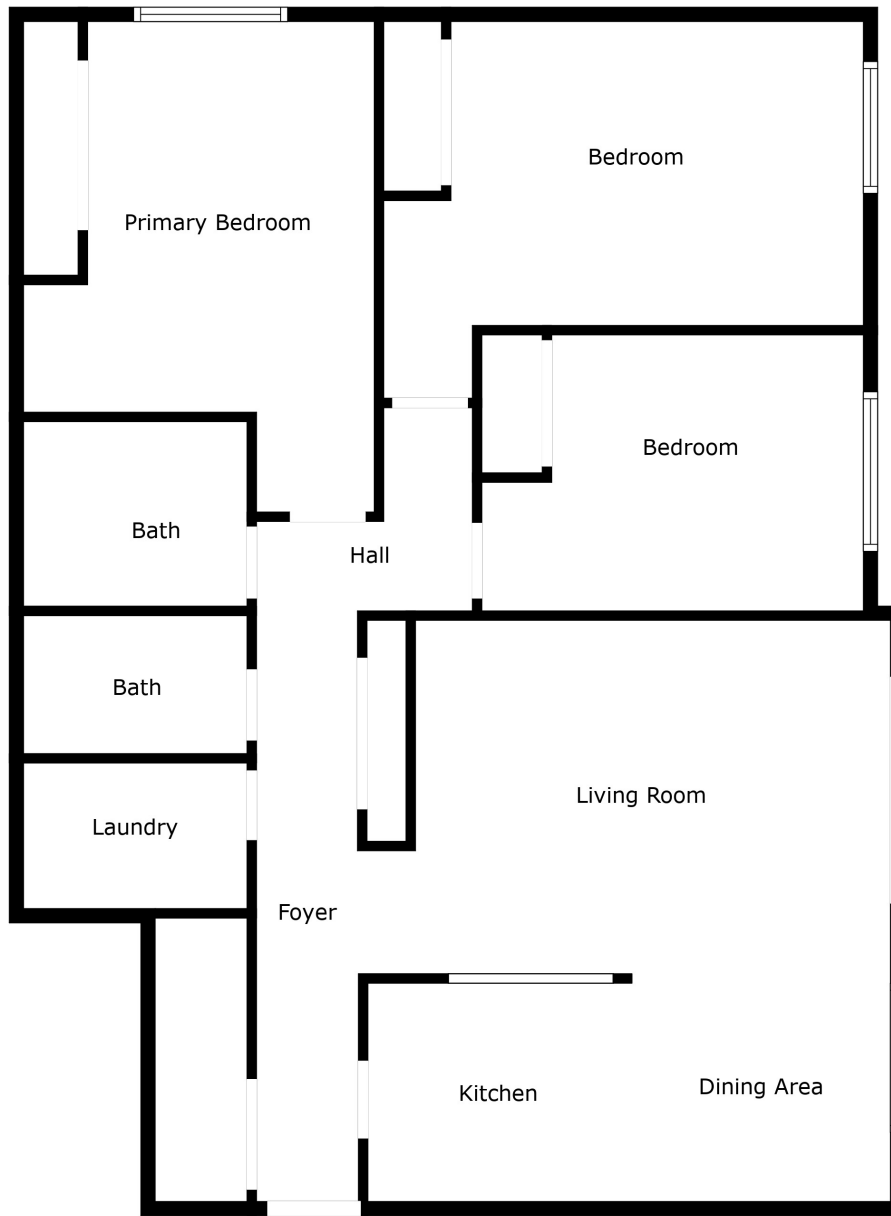 Bedroom
Primary Bedroom
Bedroom
Bath
Hall
Bath
Living Room
Laundry
Foyer
Dining Area
Kitchen